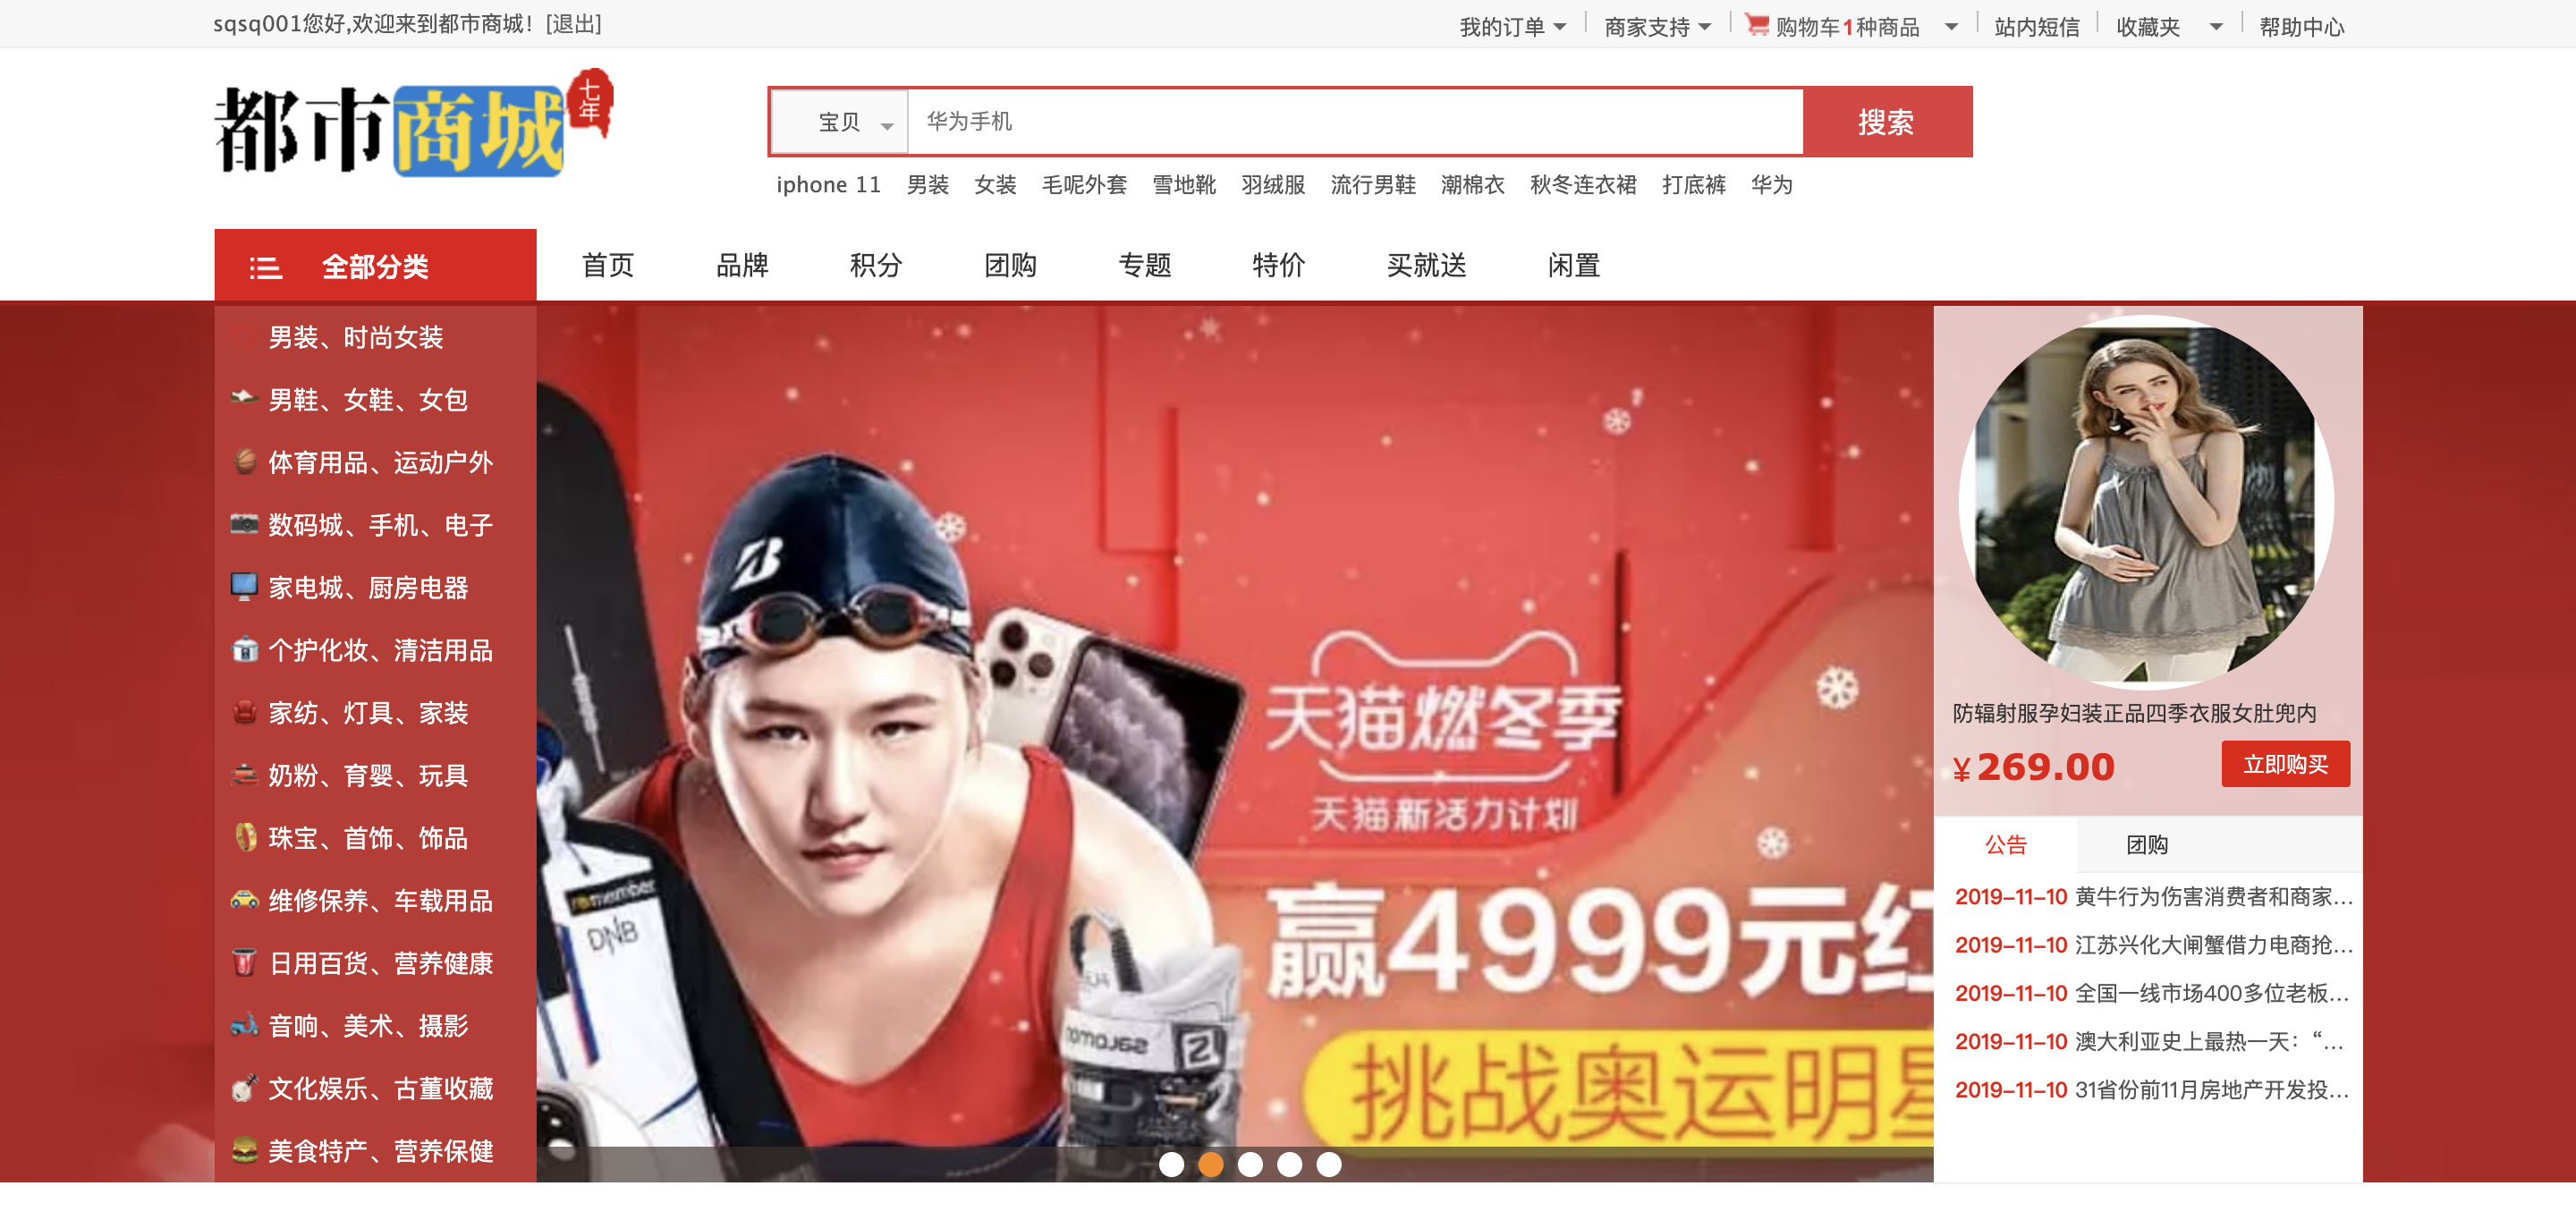 sqsq001您好,欢迎来到都市商城! [退出]
我的订单 商家支持 购物车1种商品 站内短信 收藏夹 帮助中心
都市商城 七年
宝贝 华为手机 搜索
iphone 11 男装 女装 毛呢外套 雪地靴 羽绒服 流行男鞋 潮棉衣 秋冬连衣裙 打底裤 华为
全部分类 首页 品牌 积分 团购 专题 特价 买就送 闲置
男装、时尚女装
男鞋、女鞋、女包
体育用品、运动户外
数码城、手机、电子
家电城、厨房电器
个护化妆、清洁用品
家纺、灯具、家装
奶粉、育婴、玩具
珠宝、首饰、饰品
维修保养、车载用品
日用百货、营养健康
音响、美术、摄影
文化娱乐、古董收藏
美食特产、营养保健
天猫燃冬季
天猫新活力计划
赢4999元红
挑战奥运明星
remember
DNB
salomon
2
防辐射服孕妇装正品四季衣服女肚兜内
¥269.00 立即购买
公告 团购
2019-11-10 黄牛行为伤害消费者和商家...
2019-11-10 江苏兴化大闸蟹借力电商抢...
2019-11-10 全国一线市场400多位老板...
2019-11-10 澳大利亚史上最热一天：“...
2019-11-10 31省份前11月房地产开发投...